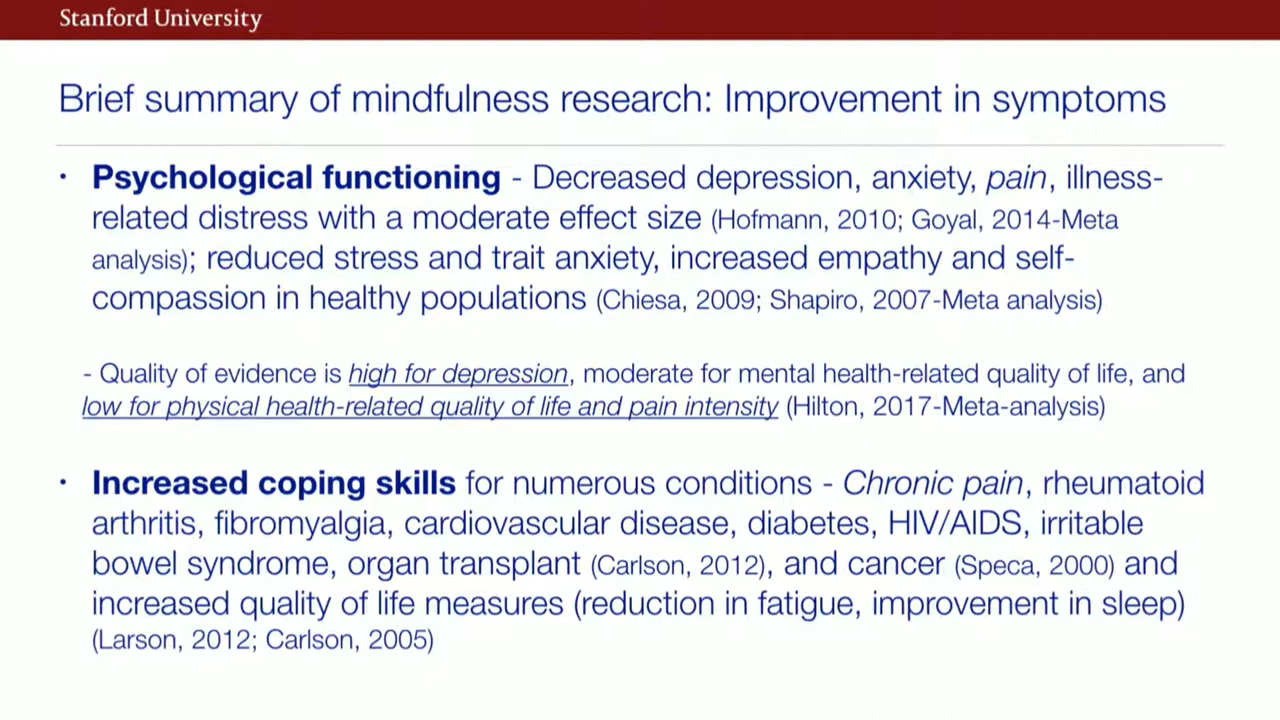 Stanford University
Brief summary of mindfulness research: Improvement in symptoms
• Psychological functioning - Decreased depression, anxiety, pain, illness-
related distress with a moderate effect size (Hofmann, 2010; Goyal, 2014-Meta
analysis); reduced stress and trait anxiety, increased empathy and self-
compassion in healthy populations (Chiesa, 2009; Shapiro, 2007-Meta analysis)
- Quality of evidence is high for depression, moderate for mental health-related quality of life, and
low for physical health-related quality of life and pain intensity (Hilton, 2017-Meta-analysis)
• Increased coping skills for numerous conditions - Chronic pain, rheumatoid
arthritis, fibromyalgia, cardiovascular disease, diabetes, HIV/AIDS, irritable
bowel syndrome, organ transplant (Carlson, 2012), and cancer (Speca, 2000) and
increased quality of life measures (reduction in fatigue, improvement in sleep)
(Larson, 2012; Carlson, 2005)